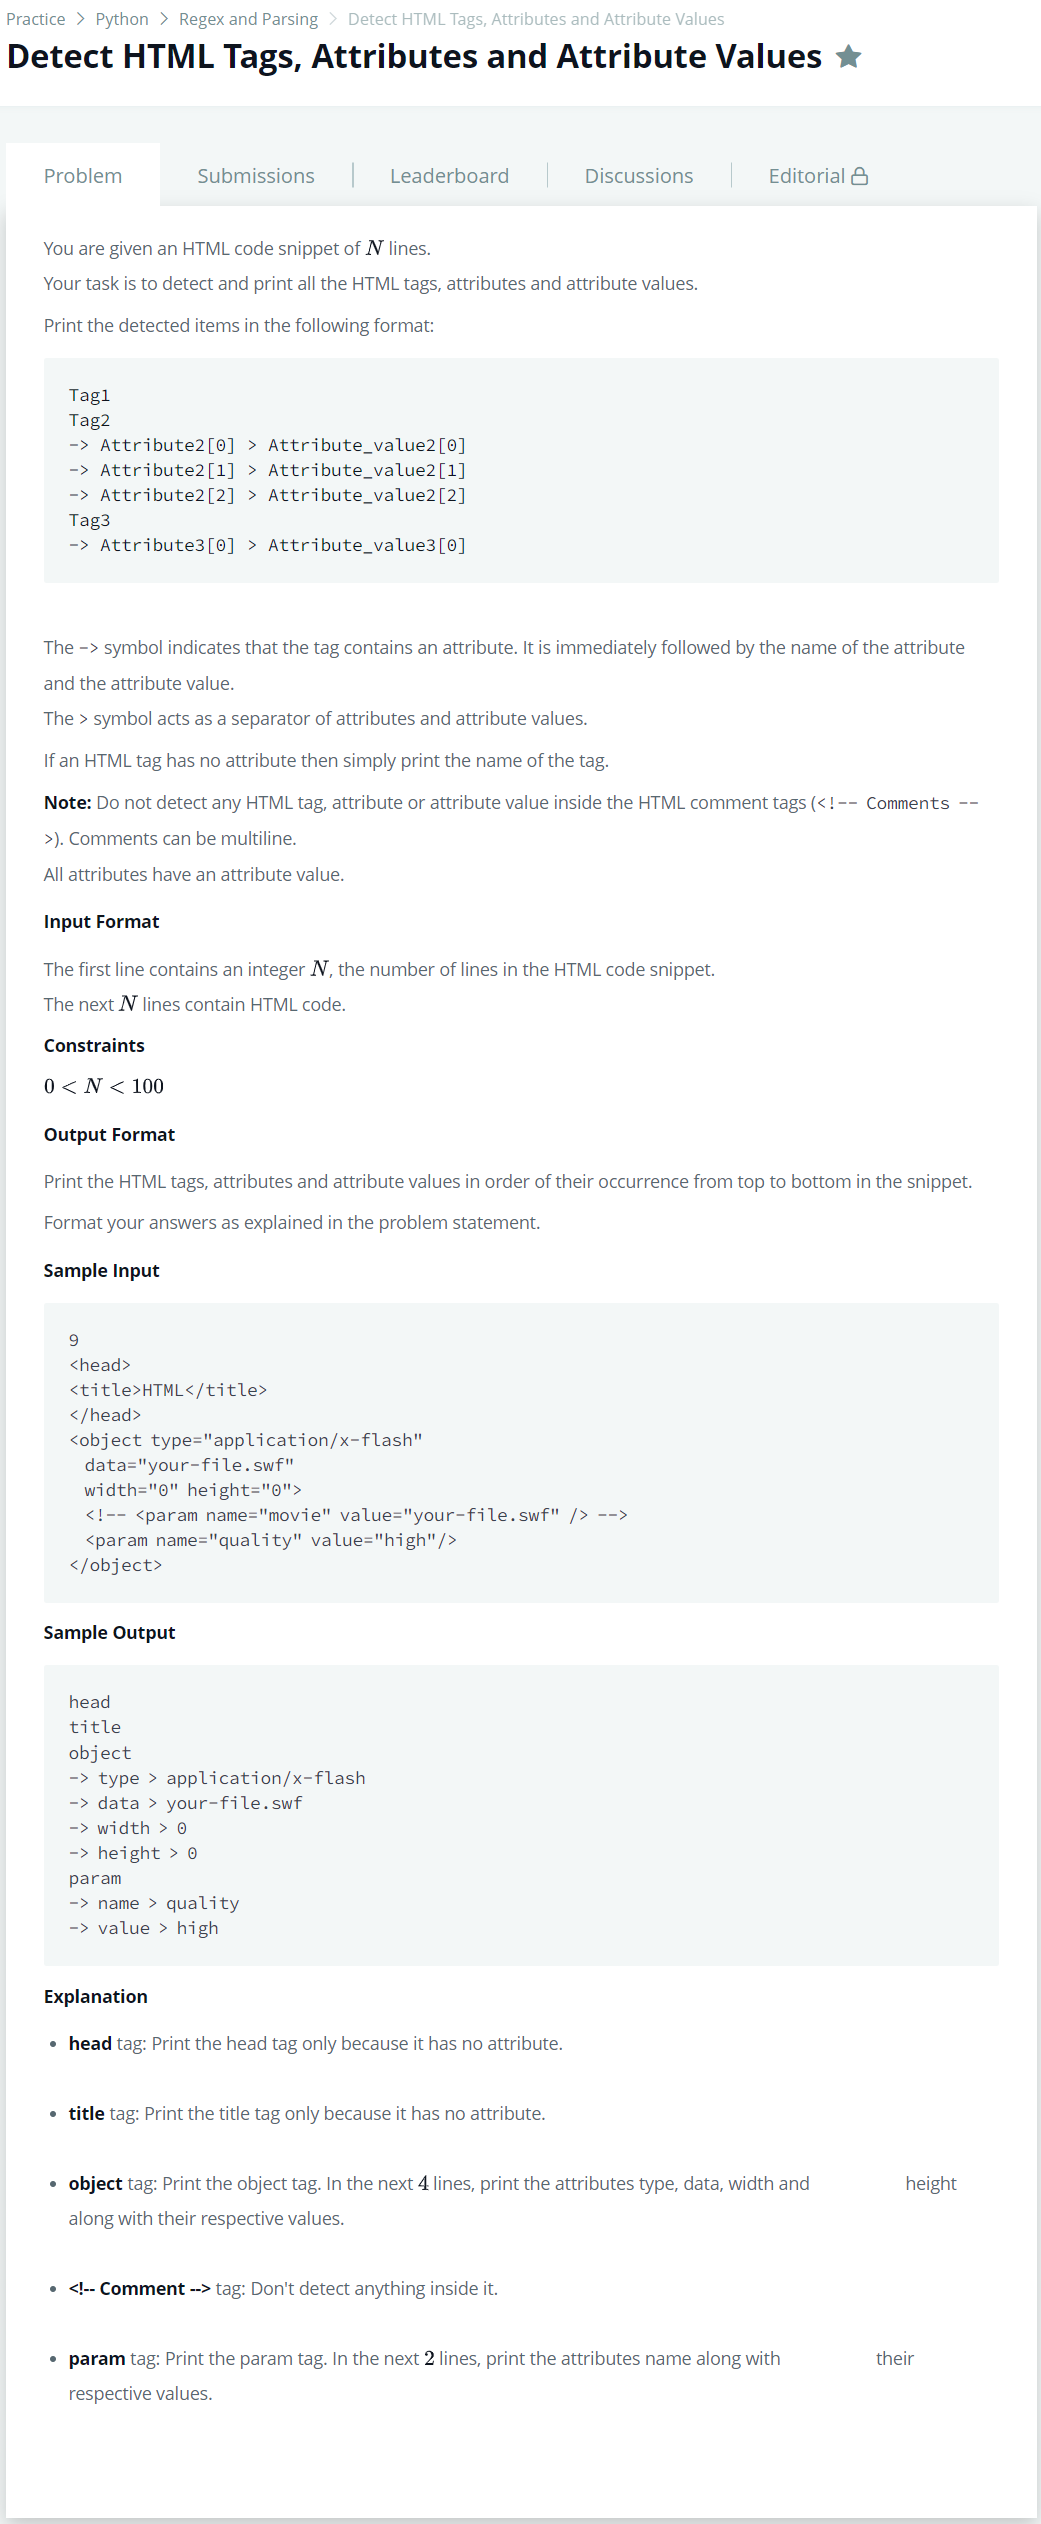 Practice > Python > Regex and Parsing > Detect HTML Tags, Attributes and Attribute Values
Detect HTML Tags, Attributes and Attribute Values
Problem
Submissions
Leaderboard
Discussions
Editorial
You are given an HTML code snippet of N lines.
Your task is to detect and print all the HTML tags, attributes and attribute values.
Print the detected items in the following format:
Tag1
Tag2
-> Attribute2[0] > Attribute_value2[0]
-> Attribute2[1] > Attribute_value2[1]
-> Attribute2[2] > Attribute_value2[2]
Tag3
-> Attribute3[0] > Attribute_value3[0]
The -> symbol indicates that the tag contains an attribute. It is immediately followed by the name of the attribute
and the attribute value.
The > symbol acts as a separator of attributes and attribute values.
If an HTML tag has no attribute then simply print the name of the tag.
Note: Do not detect any HTML tag, attribute or attribute value inside the HTML comment tags (<!-- Comments --
>). Comments can be multiline.
All attributes have an attribute value.
Input Format
The first line contains an integer N, the number of lines in the HTML code snippet.
The next N lines contain HTML code.
Constraints
0 < N < 100
Output Format
Print the HTML tags, attributes and attribute values in order of their occurrence from top to bottom in the snippet.
Format your answers as explained in the problem statement.
Sample Input
9
<head>
<title>HTML</title>
</head>
<object type="application/x-flash"
data="your-file.swf"
width="0" height="0">
<!-- <param name="movie" value="your-file.swf" /> -->
<param name="quality" value="high"/>
</object>
Sample Output
head
title
object
-> type > application/x-flash
-> data > your-file.swf
-> width > 0
-> height > 0
param
-> name > quality
-> value > high
Explanation
• head tag: Print the head tag only because it has no attribute.
• title tag: Print the title tag only because it has no attribute.
• object tag: Print the object tag. In the next 4 lines, print the attributes type, data, width and height
along with their respective values.
• <!-- Comment --> tag: Don't detect anything inside it.
• param tag: Print the param tag. In the next 2 lines, print the attributes name along with their
respective values.